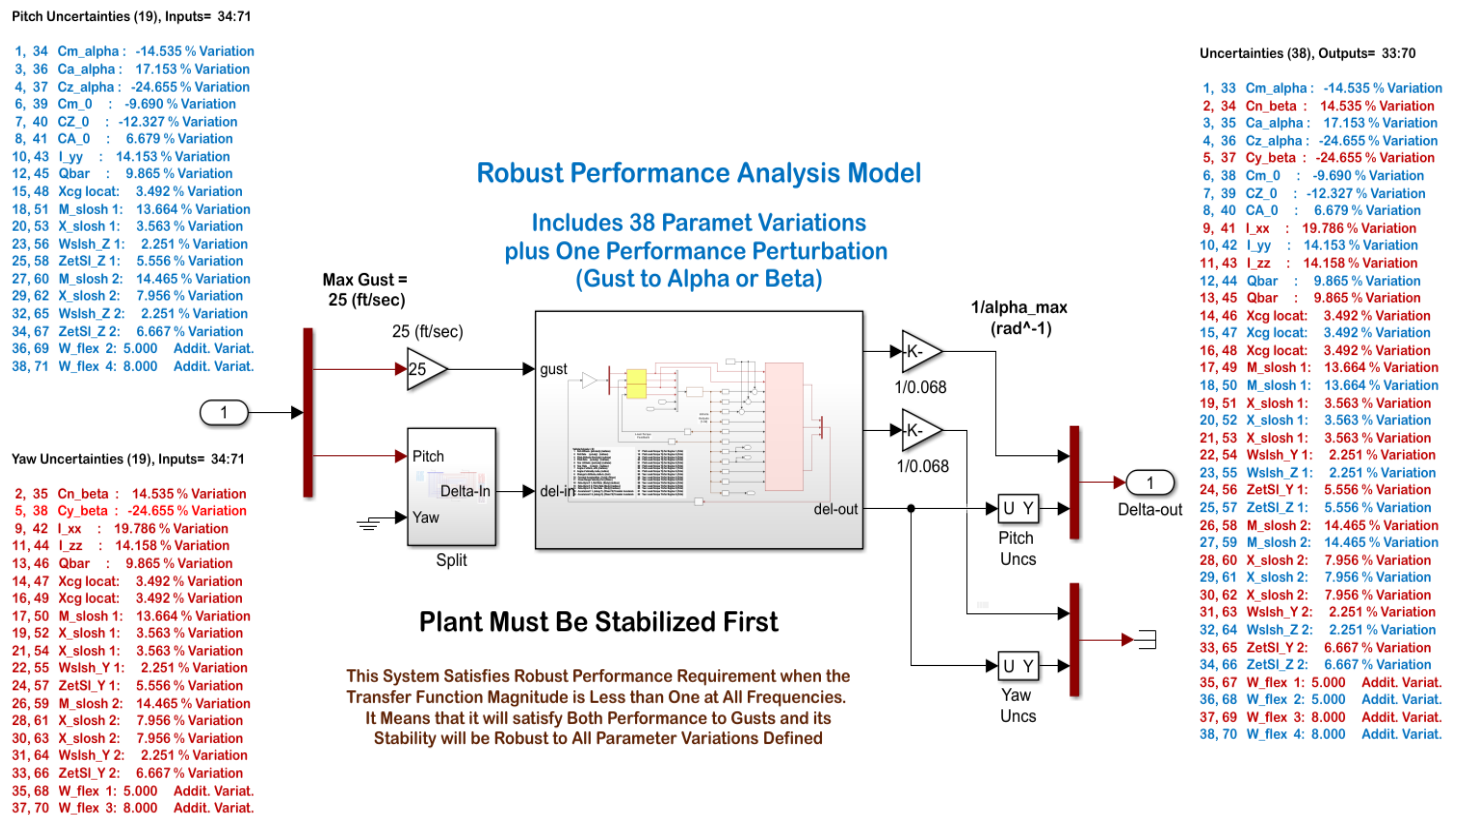 Pitch Uncertainties (19), Inputs= 34:71
1, 34 Cm_alpha : -14.535 % Variation
3, 36 Ca_alpha : 17.153 % Variation
4, 37 Cz_alpha : -24.655 % Variation
6, 39 Cm_0 : -9.690 % Variation
7, 40 CZ_0 : -12.327 % Variation
8, 41 CA_0 : 6.679 % Variation
10, 43 I_yy : 14.153 % Variation
12, 45 Qbar : 9.865 % Variation
15, 48 Xcg locat: 3.492 % Variation
18, 51 M_slosh 1: 13.664 % Variation
20, 53 X_slosh 1: 3.563 % Variation
23, 56 Wslsh_Z 1: 2.251 % Variation
25, 58 ZetSl_Z 1: 5.556 % Variation
27, 60 M_slosh 2: 14.465 % Variation
29, 62 X_slosh 2: 7.956 % Variation
32, 65 Wslsh_Z 2: 2.251 % Variation
34, 67 ZetSl_Z 2: 6.667 % Variation
36, 69 W_flex 2: 5.000 Addit. Variat.
38, 71 W_flex 4: 8.000 Addit. Variat.
Yaw Uncertainties (19), Inputs= 34:71
2, 35 Cn_beta : 14.535 % Variation
5, 38 Cy_beta : -24.655 % Variation
9, 42 I_xx : 19.786 % Variation
11, 44 I_zz : 14.158 % Variation
13, 46 Qbar : 9.865 % Variation
14, 47 Xcg locat: 3.492 % Variation
16, 49 Xcg locat: 3.492 % Variation
17, 50 M_slosh 1: 13.664 % Variation
19, 52 X_slosh 1: 3.563 % Variation
21, 54 X_slosh 1: 3.563 % Variation
22, 55 Wslsh_Y 1: 2.251 % Variation
24, 57 ZetSl_Y 1: 5.556 % Variation
26, 59 M_slosh 2: 14.465 % Variation
28, 61 X_slosh 2: 7.956 % Variation
30, 63 X_slosh 2: 7.956 % Variation
31, 64 Wslsh_Y 2: 2.251 % Variation
33, 66 ZetSl_Y 2: 6.667 % Variation
35, 68 W_flex 1: 5.000 Addit. Variat.
37, 70 W_flex 3: 8.000 Addit. Variat.
Robust Performance Analysis Model
Includes 38 Paramet Variations
plus One Performance Perturbation
(Gust to Alpha or Beta)
Max Gust =
25 (ft/sec)
25 (ft/sec)
25
1
Pitch
Delta-In
Yaw
Split
gust
del-in
del-out
1/alpha_max
(rad^-1)
-K-
1/0.068
-K-
1/0.068
U Y
Pitch
Uncs
U Y
Yaw
Uncs
1
Delta-out
Plant Must Be Stabilized First
This System Satisfies Robust Performance Requirement when the
Transfer Function Magnitude is Less than One at All Frequencies.
It Means that it will satisfy Both Performance to Gusts and its
Stability will be Robust to All Parameter Variations Defined
Uncertainties (38), Outputs= 33:70
1, 33 Cm_alpha : -14.535 % Variation
2, 34 Cn_beta : 14.535 % Variation
3, 35 Ca_alpha : 17.153 % Variation
4, 36 Cz_alpha : -24.655 % Variation
5, 37 Cy_beta : -24.655 % Variation
6, 38 Cm_0 : -9.690 % Variation
7, 39 CZ_0 : -12.327 % Variation
8, 40 CA_0 : 6.679 % Variation
9, 41 I_xx : 19.786 % Variation
10, 42 I_yy : 14.153 % Variation
11, 43 I_zz : 14.158 % Variation
12, 44 Qbar : 9.865 % Variation
13, 45 Qbar : 9.865 % Variation
14, 46 Xcg locat: 3.492 % Variation
15, 47 Xcg locat: 3.492 % Variation
16, 48 Xcg locat: 3.492 % Variation
17, 49 M_slosh 1: 13.664 % Variation
18, 50 M_slosh 1: 13.664 % Variation
19, 51 X_slosh 1: 3.563 % Variation
20, 52 X_slosh 1: 3.563 % Variation
21, 53 X_slosh 1: 3.563 % Variation
22, 54 Wslsh_Y 1: 2.251 % Variation
23, 55 Wslsh_Z 1: 2.251 % Variation
24, 56 ZetSl_Y 1: 5.556 % Variation
25, 57 ZetSl_Z 1: 5.556 % Variation
26, 58 M_slosh 2: 14.465 % Variation
27, 59 M_slosh 2: 14.465 % Variation
28, 60 X_slosh 2: 7.956 % Variation
29, 61 X_slosh 2: 7.956 % Variation
30, 62 X_slosh 2: 7.956 % Variation
31, 63 Wslsh_Y 2: 2.251 % Variation
32, 64 Wslsh_Z 2: 2.251 % Variation
33, 65 ZetSl_Y 2: 6.667 % Variation
34, 66 ZetSl_Z 2: 6.667 % Variation
35, 67 W_flex 1: 5.000 Addit. Variat.
36, 68 W_flex 2: 5.000 Addit. Variat.
37, 69 W_flex 3: 8.000 Addit. Variat.
38, 70 W_flex 4: 8.000 Addit. Variat.